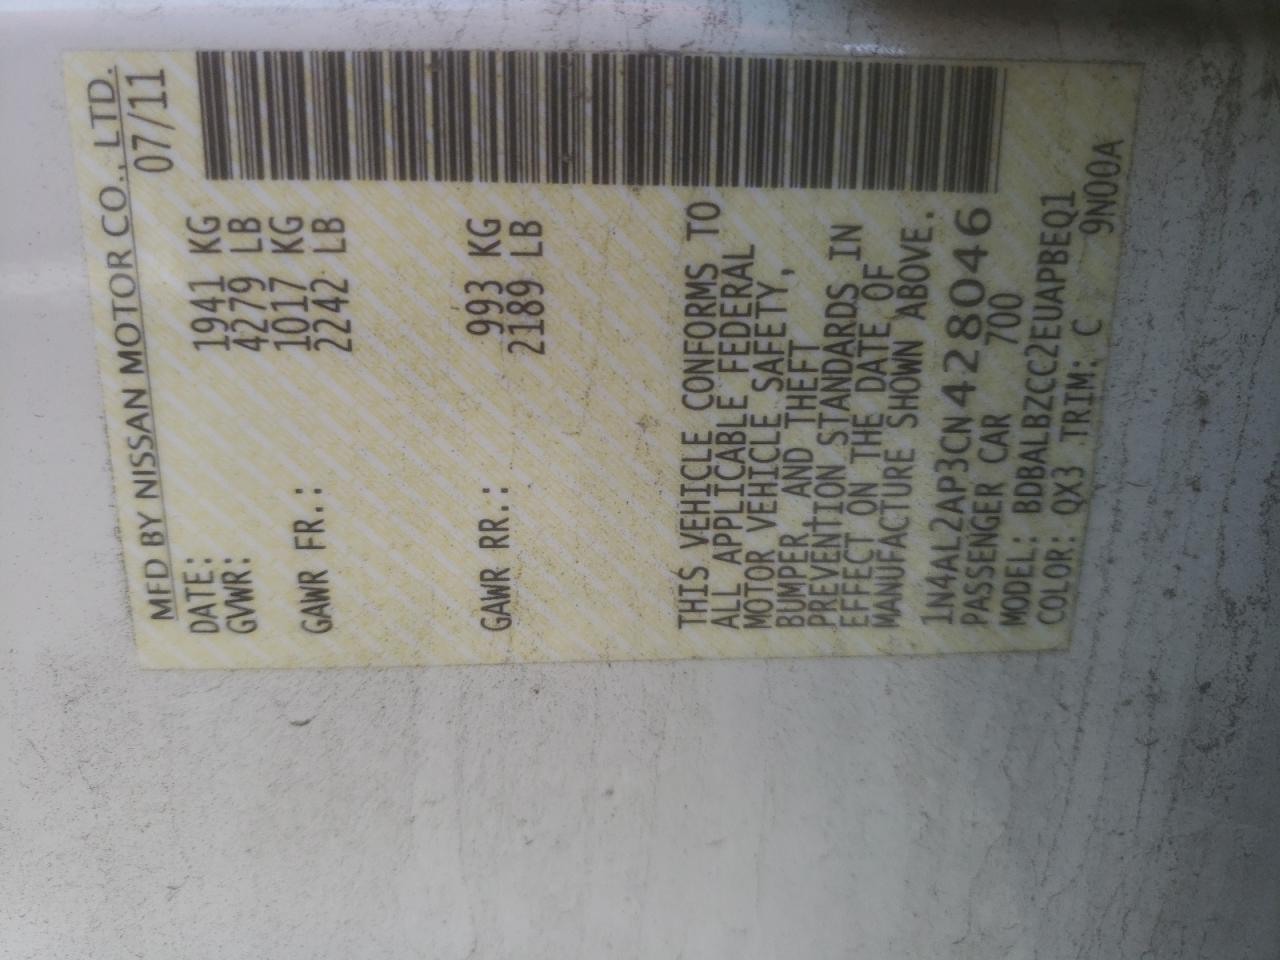 MFD BY NISSAN MOTOR CO., LTD.
DATE: 07/11
GVWR: 1941 KG
4279 LB
GAWR FR.: 1017 KG
2242 LB
GAWR RR.: 993 KG
2189 LB
THIS VEHICLE CONFORMS TO
ALL APPLICABLE FEDERAL
MOTOR VEHICLE SAFETY,
BUMPER, AND THEFT
PREVENTION STANDARDS IN
EFFECT ON THE DATE OF
MANUFACTURE SHOWN ABOVE.
1N4AL2AP3CN428046
PASSENGER CAR 700
MODEL: BDBALBZCC2EUAPBEQ1
COLOR: QX3 TRIM: C 9N00A